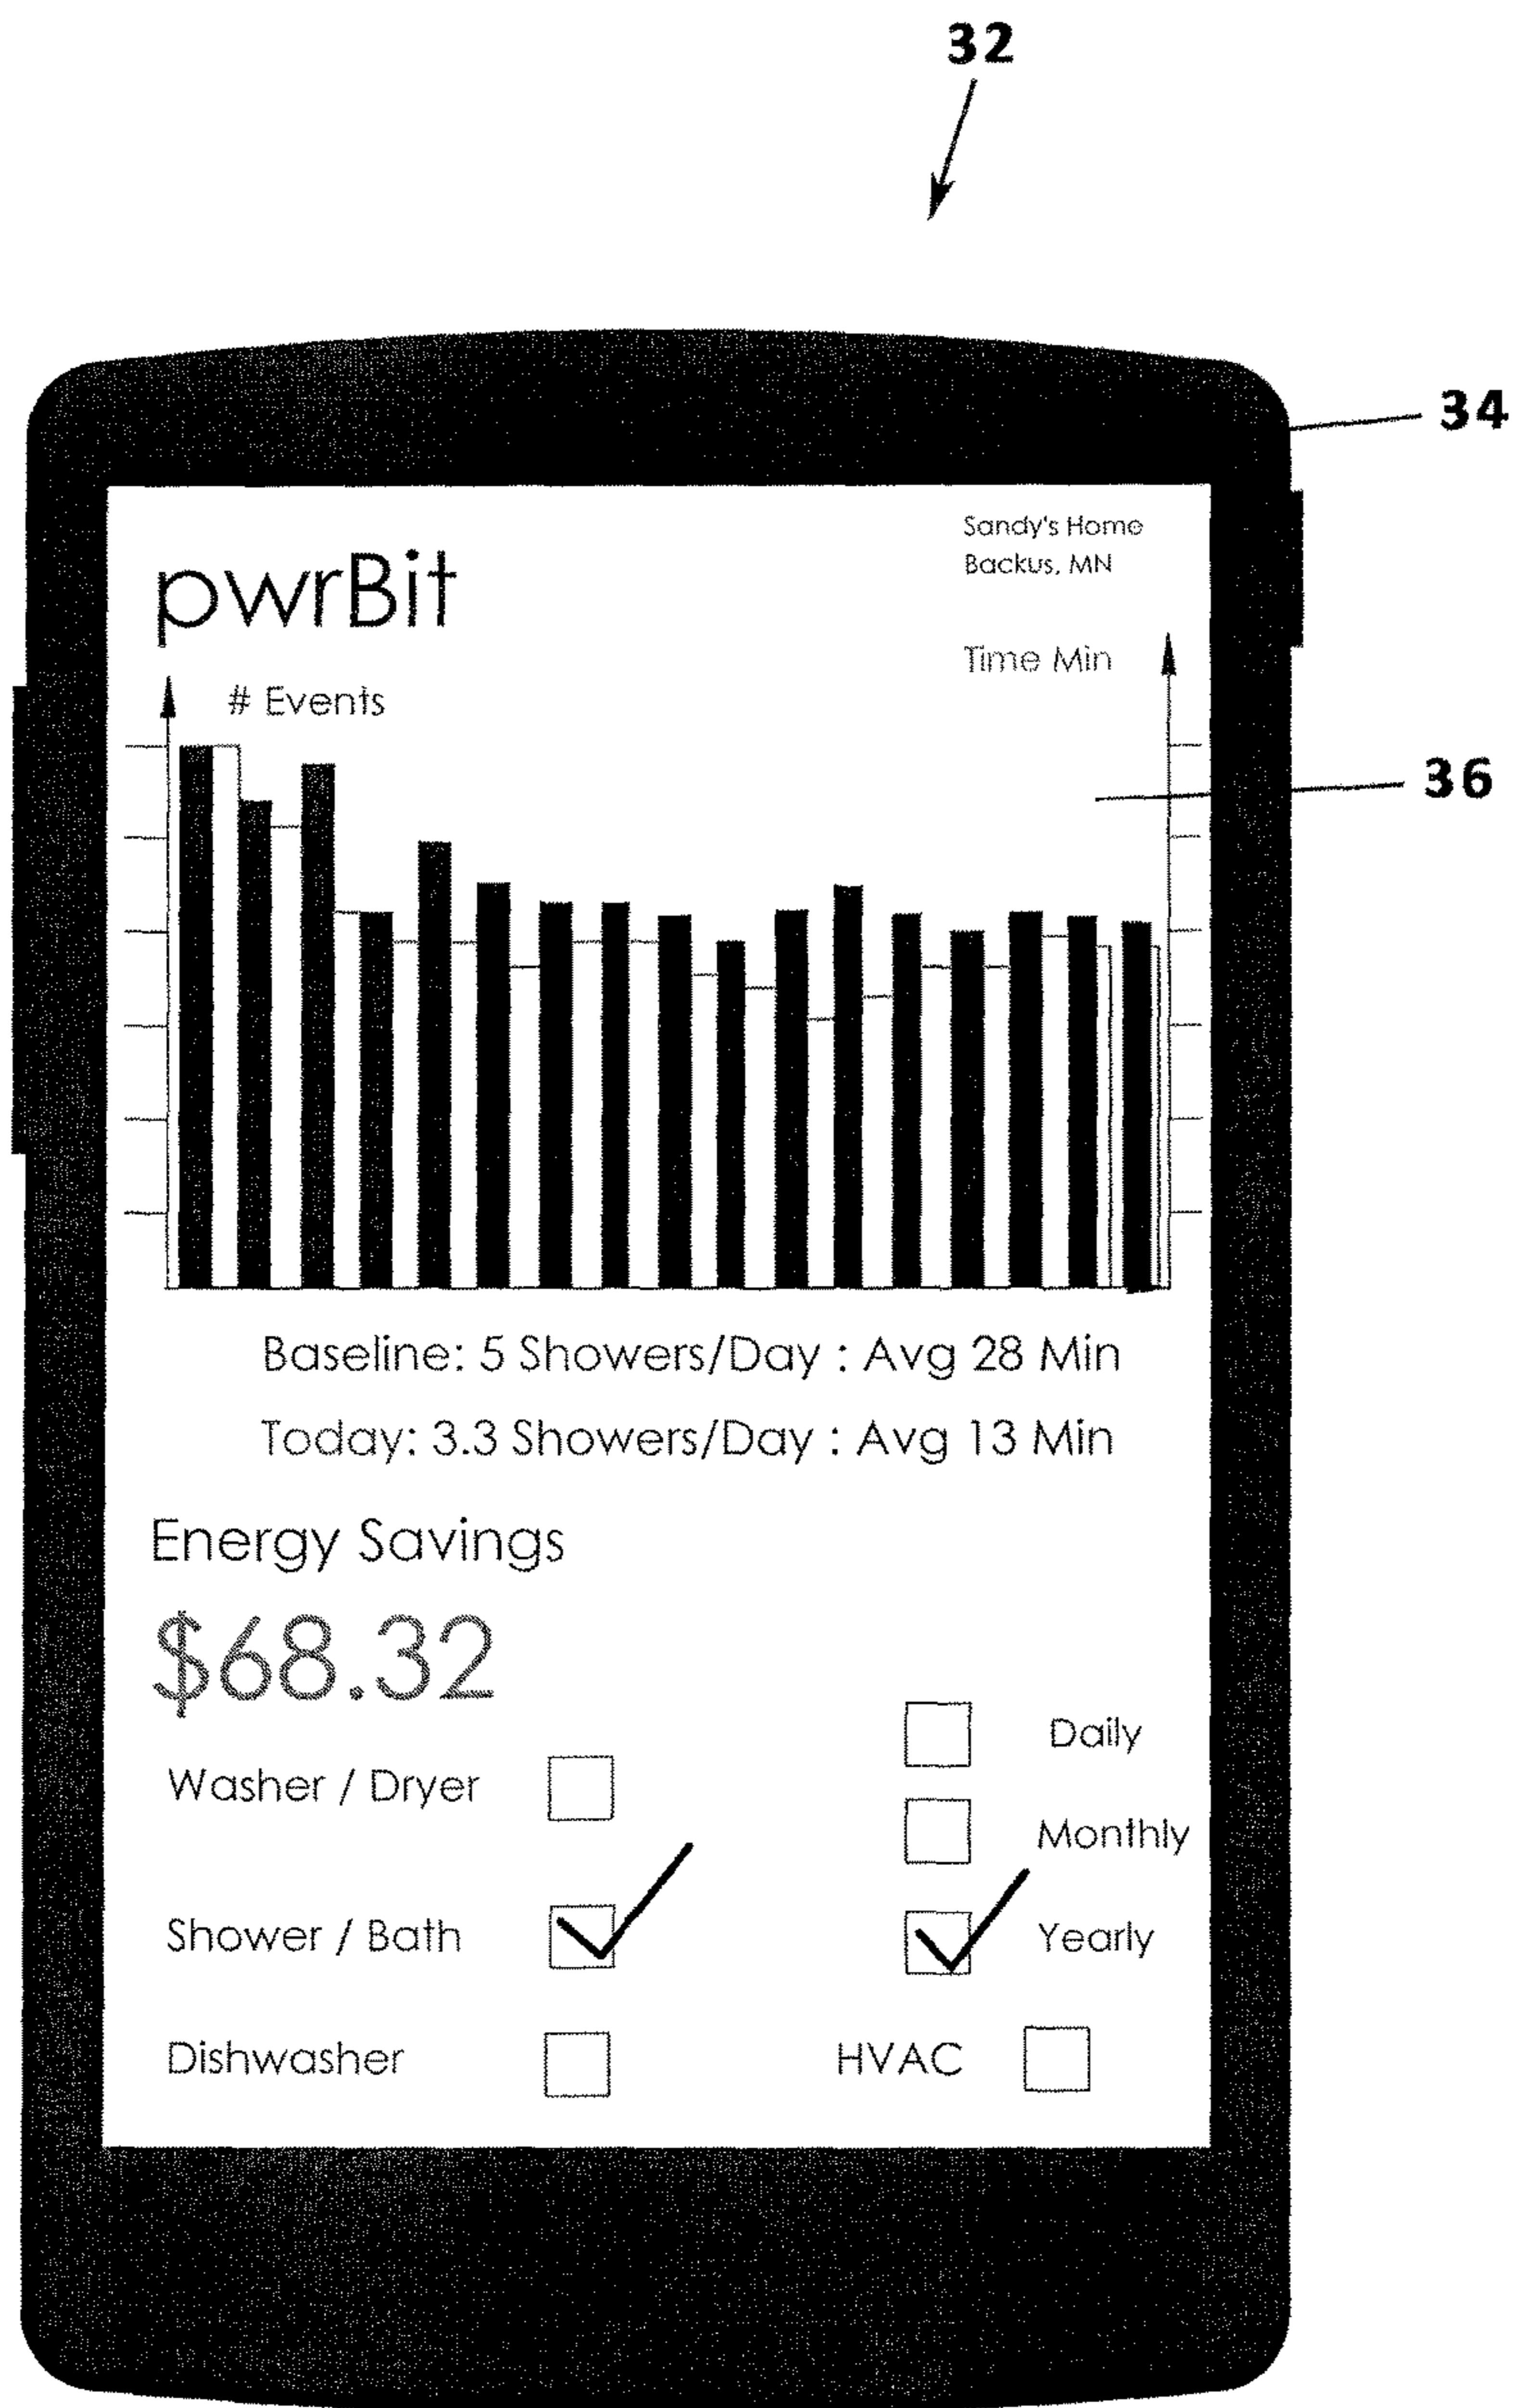 32
34
Sandy's Home
Backus, MN
pwrBit
Time Min
# Events
36
Baseline: 5 Showers/Day : Avg 28 Min
Today: 3.3 Showers/Day : Avg 13 Min
Energy Savings
$68.32
Daily
Washer / Dryer
Monthly
Shower / Bath
Yearly
Dishwasher
HVAC